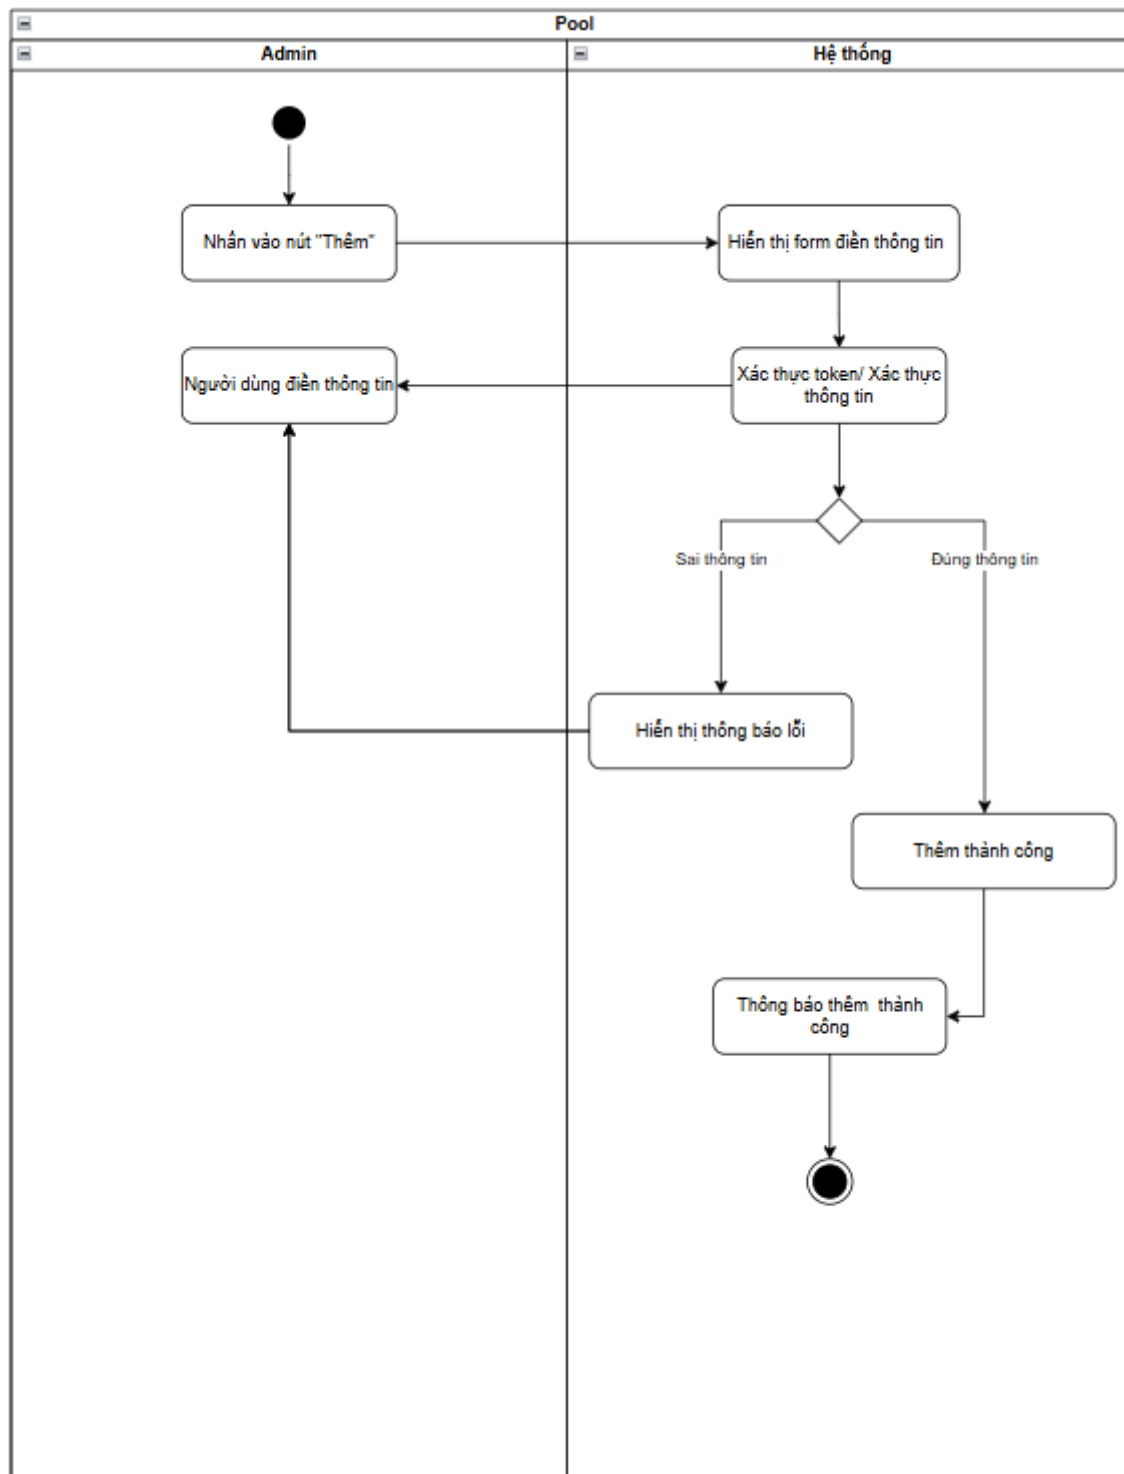 Pool
Admin
Hệ thống
Nhấn vào nút "Thêm"
Hiển thị form điền thông tin
Người dùng điền thông tin
Xác thực token/ Xác thực
thông tin
Sai thông tin
Đúng thông tin
Hiển thị thông báo lỗi
Thêm thành công
Thông báo thêm thành
công